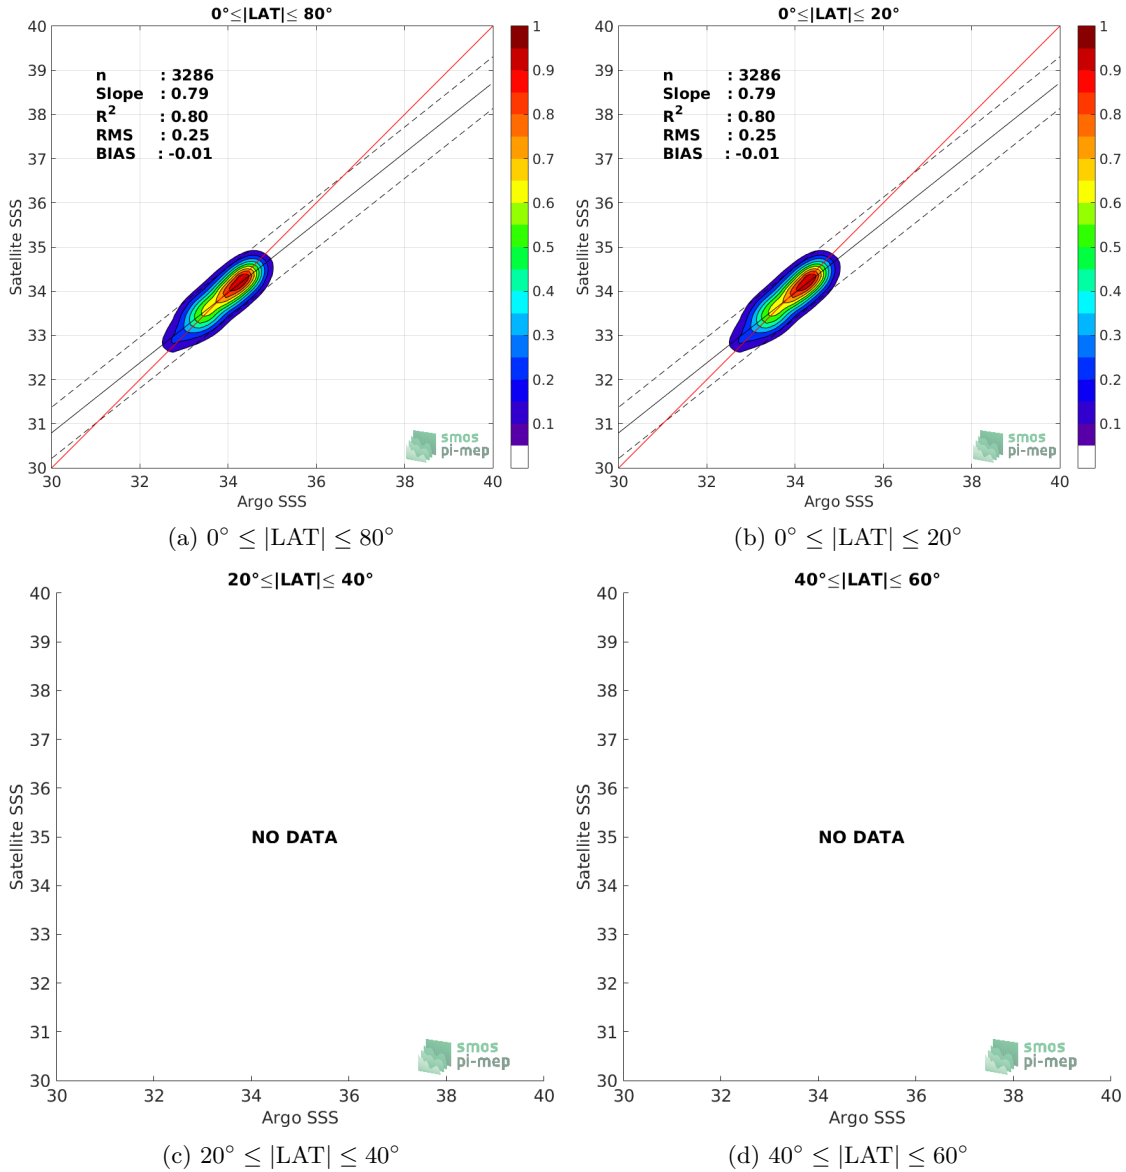 0°≤|LAT|≤ 80°
40
39
38
37
36
35
34
33
32
31
30
Satellite SSS
n : 3286
Slope : 0.79
R² : 0.80
RMS : 0.25
BIAS : -0.01
smos
pi-mep
30 32 34 36 38 40
Argo SSS
1
0.9
0.8
0.7
0.6
0.5
0.4
0.3
0.2
0.1
(a) 0° ≤ |LAT| ≤ 80°
0°≤|LAT|≤ 20°
40
39
38
37
36
35
34
33
32
31
30
Satellite SSS
n : 3286
Slope : 0.79
R² : 0.80
RMS : 0.25
BIAS : -0.01
smos
pi-mep
30 32 34 36 38 40
Argo SSS
1
0.9
0.8
0.7
0.6
0.5
0.4
0.3
0.2
0.1
(b) 0° ≤ |LAT| ≤ 20°
20°≤|LAT|≤ 40°
40
39
38
37
36
35
34
33
32
31
30
Satellite SSS
NO DATA
smos
pi-mep
30 32 34 36 38 40
Argo SSS
(c) 20° ≤ |LAT| ≤ 40°
40°≤|LAT|≤ 60°
40
39
38
37
36
35
34
33
32
31
30
Satellite SSS
NO DATA
smos
pi-mep
30 32 34 36 38 40
Argo SSS
(d) 40° ≤ |LAT| ≤ 60°